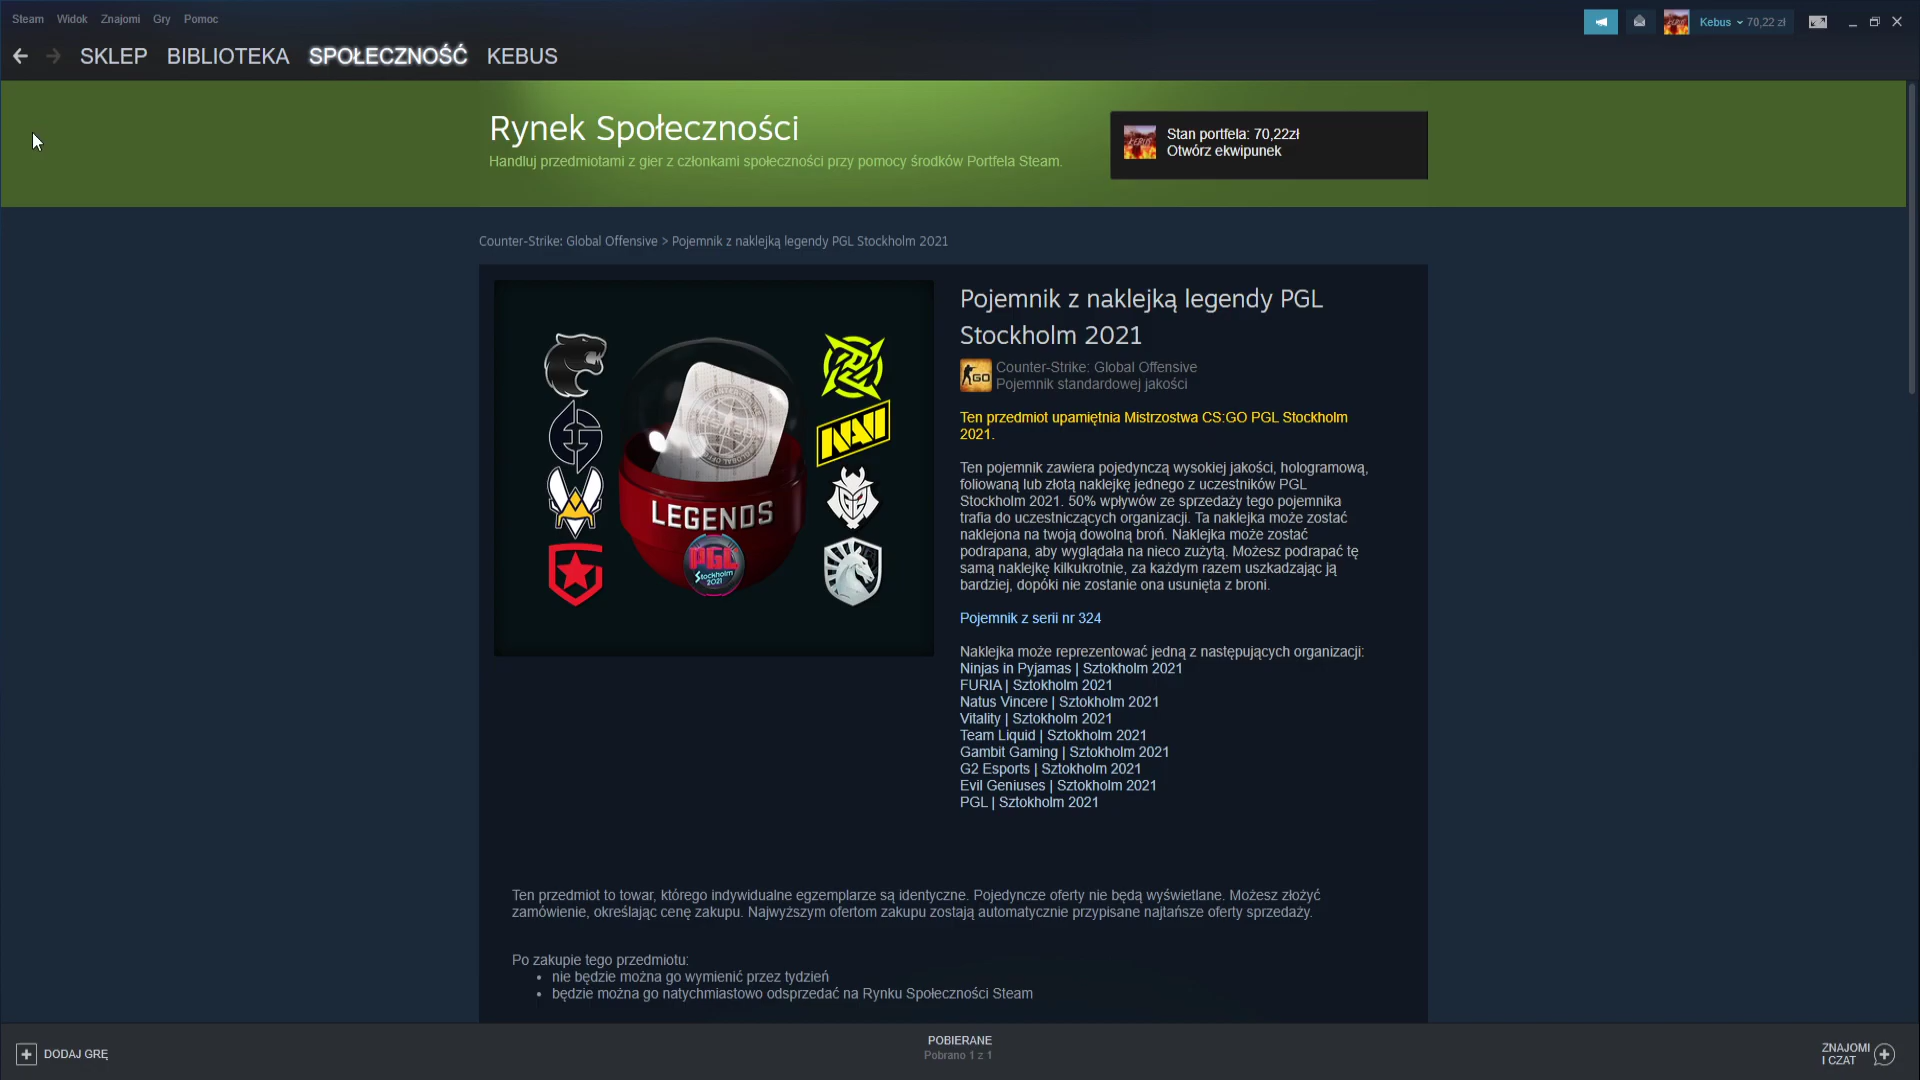 Steam Widok Znajomi Gry Pomoc
Kebus 70,22 zł
SKLEP BIBLIOTEKA SPOŁECZNOŚĆ KEBUS
Rynek Społeczności
Handluj przedmiotami z gier z członkami społeczności przy pomocy środków Portfela Steam.
Stan portfela: 70,22zł
Otwórz ekwipunek
Counter-Strike: Global Offensive > Pojemnik z naklejką legendy PGL Stockholm 2021
NAVI
LEGENDS
PGL
Stockholm
2021
Pojemnik z naklejką legendy PGL
Stockholm 2021
GO
Counter-Strike: Global Offensive
Pojemnik standardowej jakości
Ten przedmiot upamiętnia Mistrzostwa CS:GO PGL Stockholm
2021.
Ten pojemnik zawiera pojedynczą wysokiej jakości, hologramową,
foliowaną lub złotą naklejkę jednego z uczestników PGL
Stockholm 2021. 50% wpływów ze sprzedaży tego pojemnika
trafia do uczestniczących organizacji. Ta naklejka może zostać
naklejona na twoją dowolną broń. Naklejka może zostać
podrapana, aby wyglądała na nieco zużytą. Możesz podrapać tę
samą naklejkę kilkukrotnie, za każdym razem uszkadzając ją
bardziej, dopóki nie zostanie ona usunięta z broni.
Pojemnik z serii nr 324
Naklejka może reprezentować jedną z następujących organizacji:
Ninjas in Pyjamas | Sztokholm 2021
FURIA | Sztokholm 2021
Natus Vincere | Sztokholm 2021
Vitality | Sztokholm 2021
Team Liquid | Sztokholm 2021
Gambit Gaming | Sztokholm 2021
G2 Esports | Sztokholm 2021
Evil Geniuses | Sztokholm 2021
PGL | Sztokholm 2021
Ten przedmiot to towar, którego indywidualne egzemplarze są identyczne. Pojedyncze oferty nie będą wyświetlane. Możesz złożyć
zamówienie, określając cenę zakupu. Najwyższym ofertom zakupu zostają automatycznie przypisane najtańsze oferty sprzedaży.
Po zakupie tego przedmiotu:
• nie będzie można go wymienić przez tydzień
• będzie można go natychmiastowo odsprzedać na Rynku Społeczności Steam
DODAJ GRĘ
POBIERANE
Pobrano 1 z 1
ZNAJOMI
I CZAT